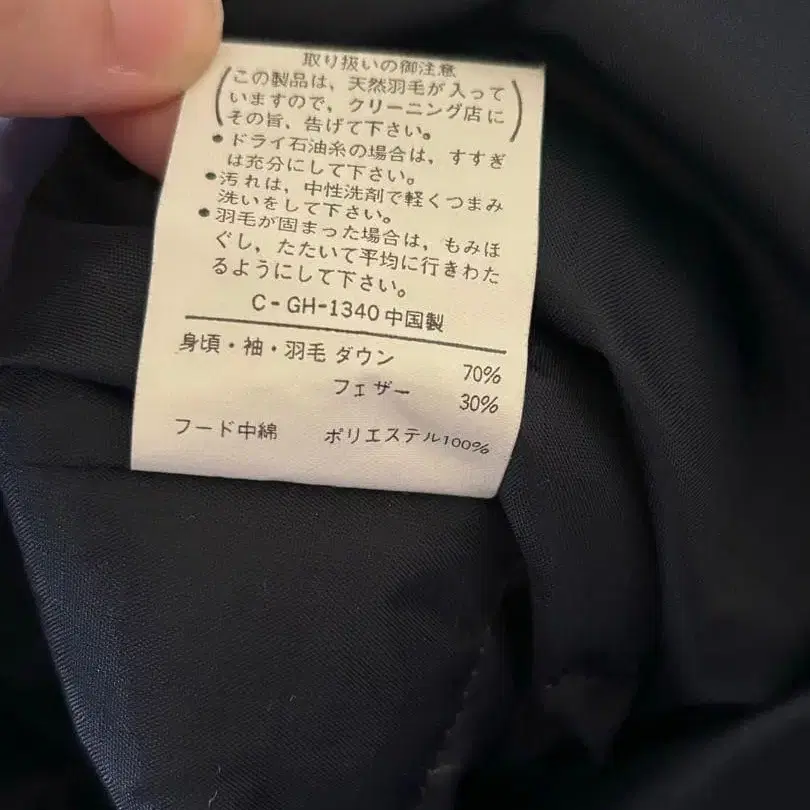 取り扱いの御注意
(この製品は、天然羽毛が入って
いますので、クリーニング店に
その旨、告げて下さい。)
•ドライ石油糸の場合は、すすぎ
は充分にして下さい。
•汚れは、中性洗剤で軽くつまみ
洗いをして下さい。
•羽毛が固まった場合は、もみほ
ぐし、たたいて平均に行きわた
るようにして下さい。
C-GH-1340中国製
身頃・袖・羽毛 ダウン 70%
フェザー 30%
フード中綿 ポリエステル100%